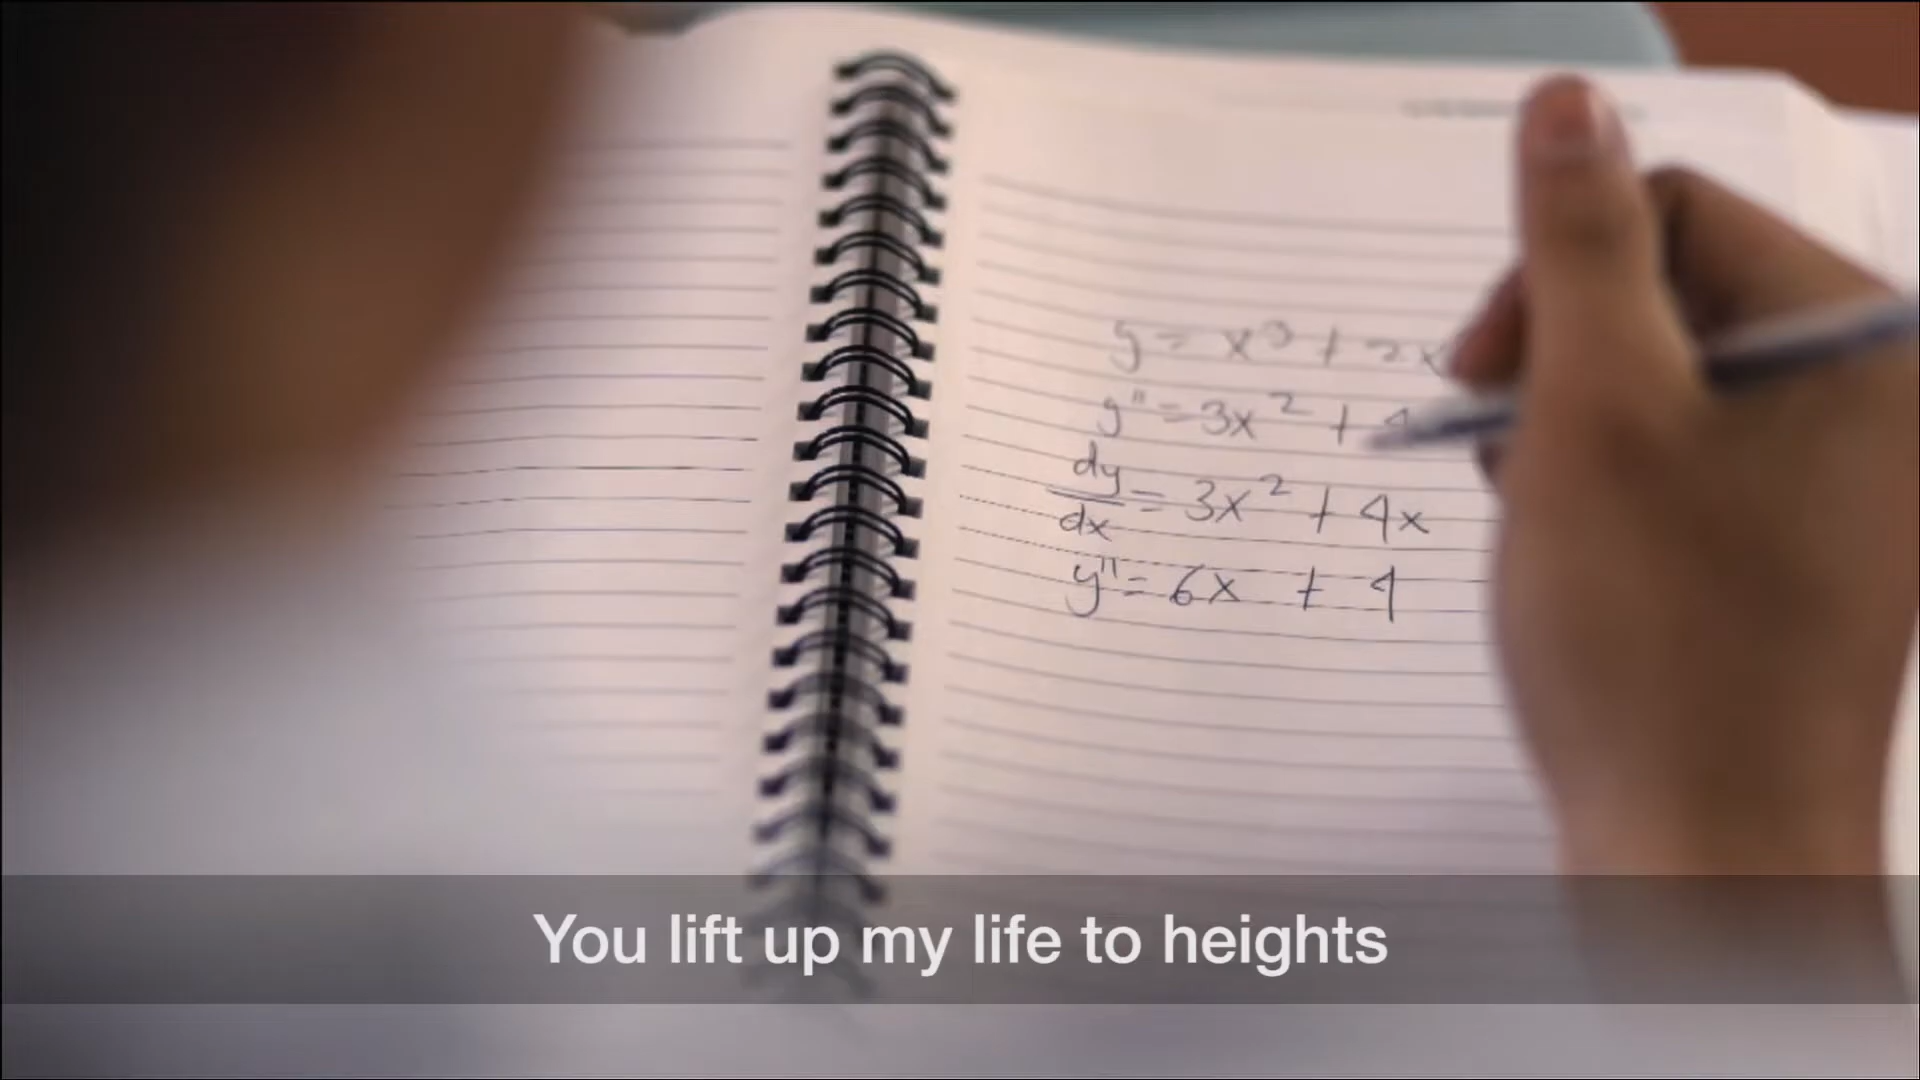 y = x³ + 2x
y" = 3x² + 4
dy
dx = 3x² + 4x
y" = 6x + 4
You lift up my life to heights